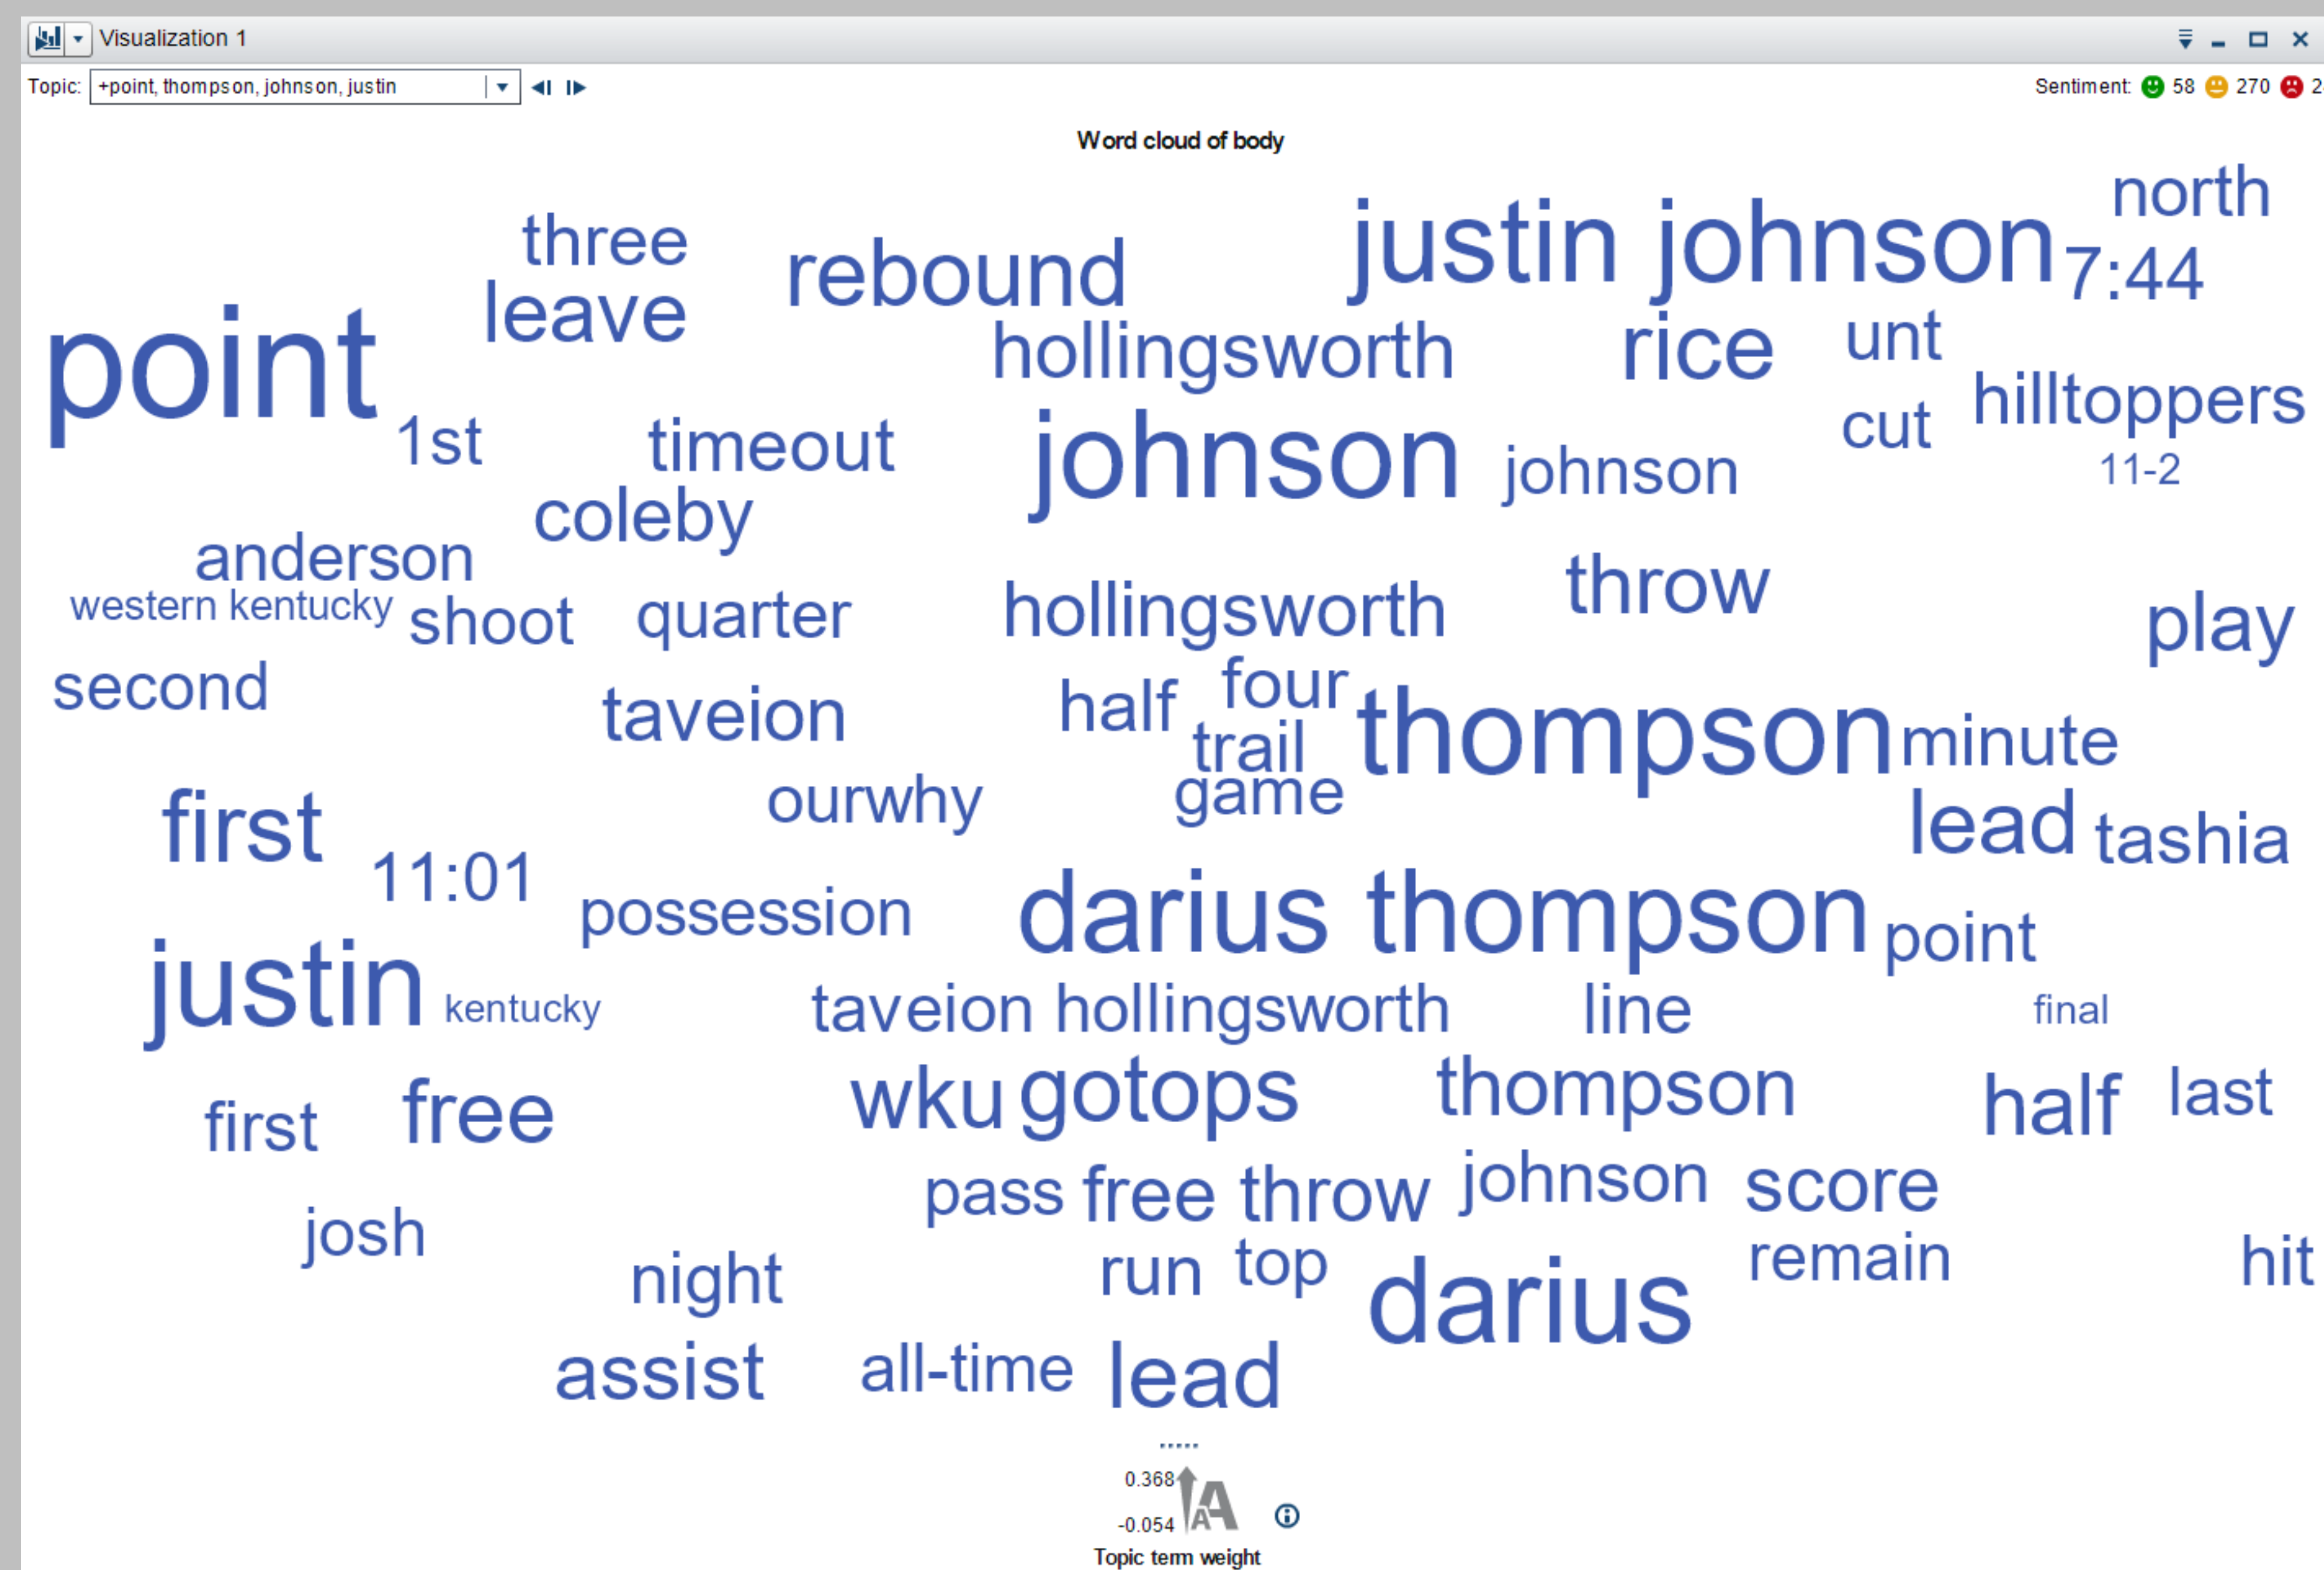 Visualization 1
Topic: +point, thompson, johnson, justin
Sentiment: 58 270 2
Word cloud of body
north
three
rebound
justin johnson
7:44
leave
point
hollingsworth
rice
unt
hilltoppers
1st
timeout
johnson
johnson
cut
11-2
coleby
anderson
throw
western kentucky
shoot
quarter
hollingsworth
play
second
taveion
half
four
trail
thompson
minute
game
ourwhy
first
lead
tashia
11:01
possession
darius thompson
point
justin
kentucky
taveion hollingsworth
line
final
wku
gotops
thompson
half
last
first
free
pass
free throw
johnson
score
josh
night
run
top
darius
remain
hit
assist
all-time
lead
0.368
-0.054
Topic term weight